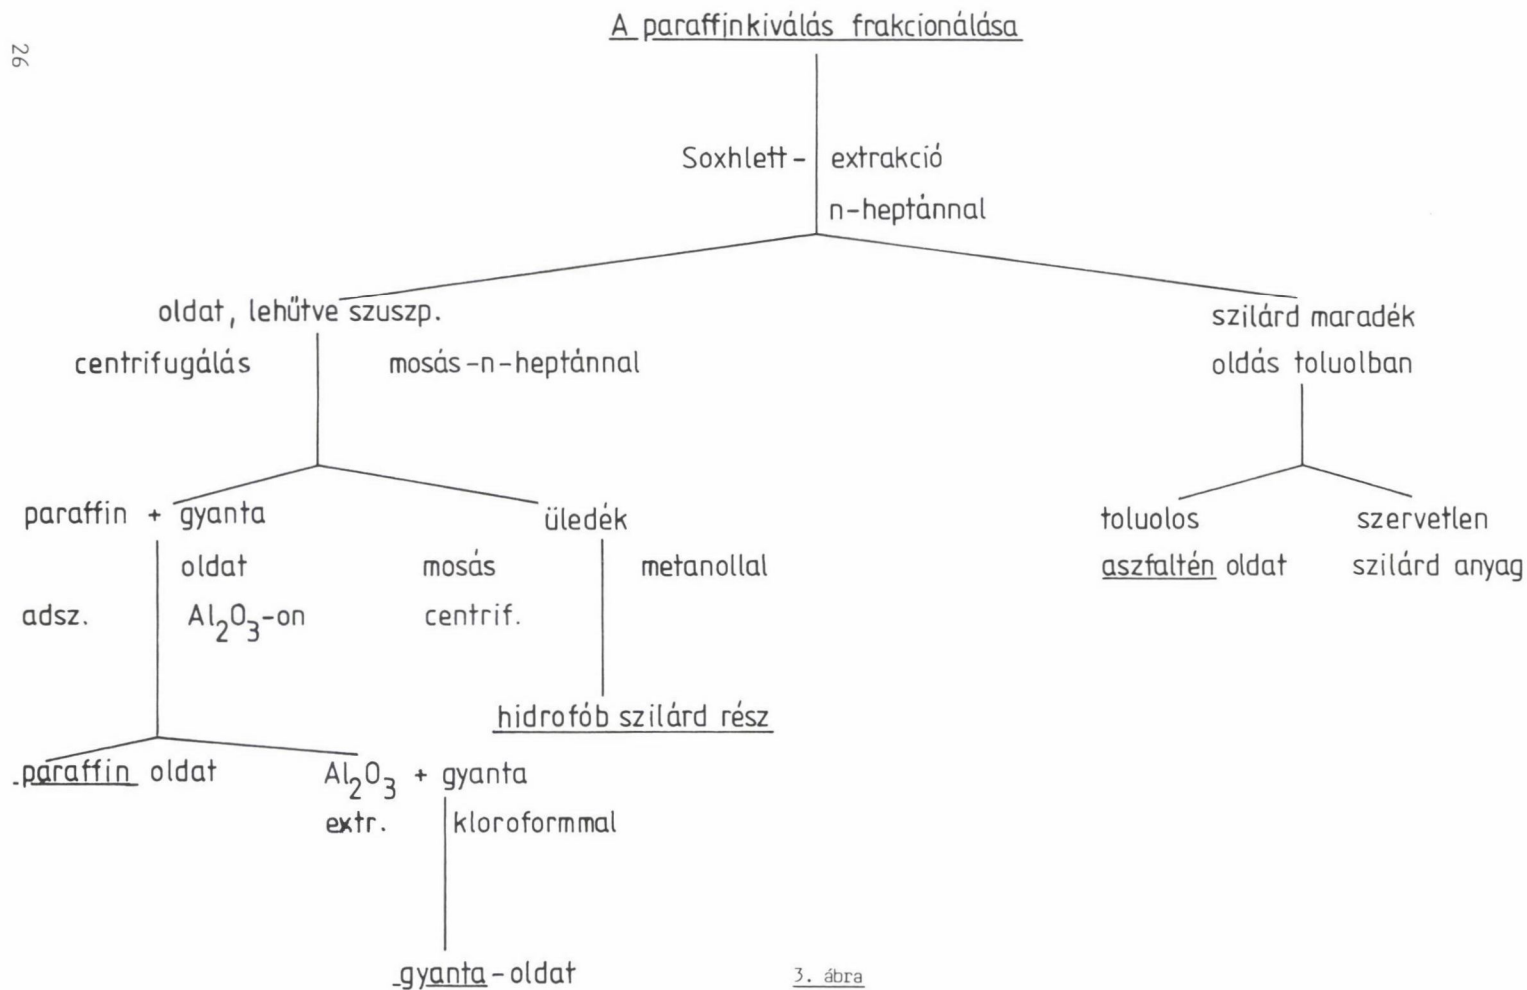 26
A paraffinkiválás frakcionálása
Soxhlett- extrakció
n-heptánnal
oldat, lehűtve szuszp.
centrifugálás mosás-n-heptánnal
szilárd maradék
oldás toluolban
paraffin + gyanta
oldat
adsz. Al₂O₃-on
üledék
mosás metanollal
centrif.
toluolos
aszfaltén oldat
szervetlen
szilárd anyag
hidrofób szilárd rész
paraffin oldat
Al₂O₃ + gyanta
extr. kloroformmal
gyanta-oldat
3. ábra